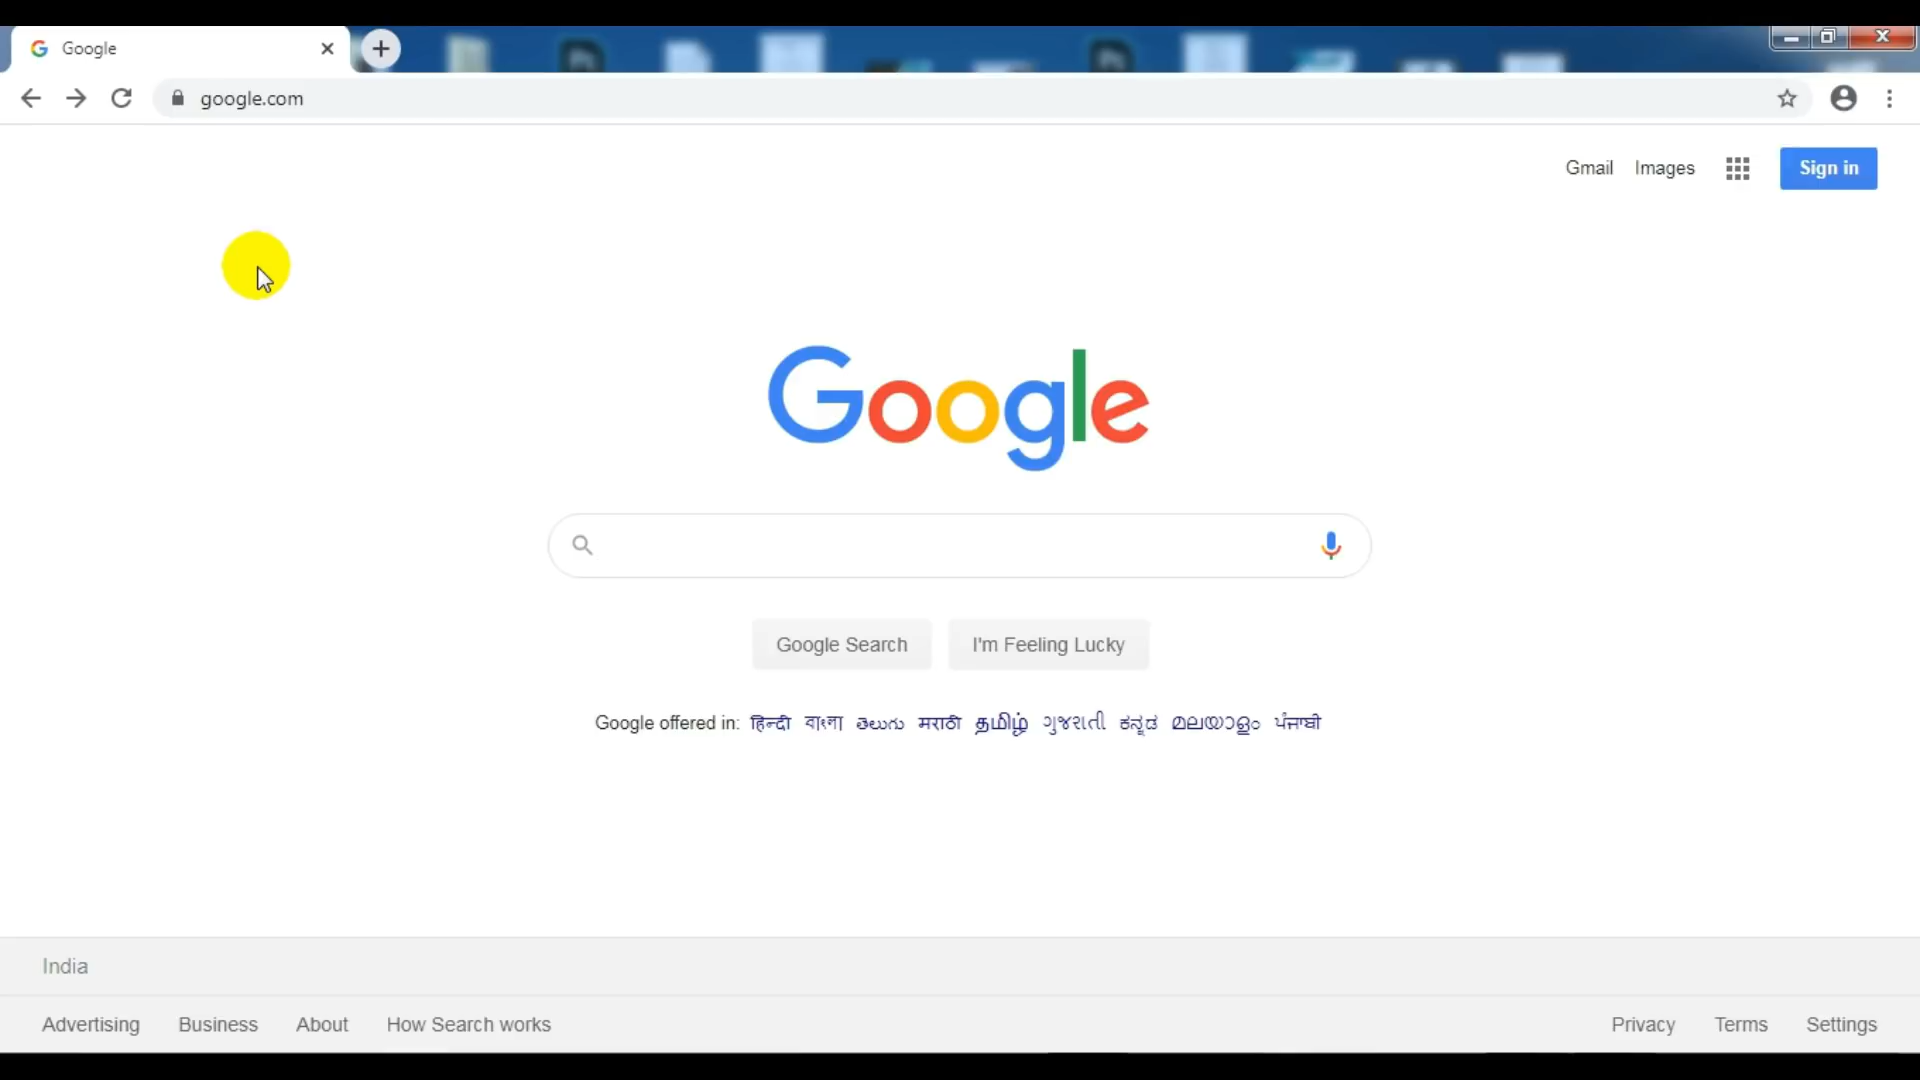 Google
google.com
Gmail Images Sign in
Google
Google Search I'm Feeling Lucky
Google offered in: हिन्दी বাংলা తెలుగు मराठी தமிழ் ગુજરાતી ಕನ್ನಡ മലയാളം ਪੰਜਾਬੀ
India
Advertising Business About How Search works Privacy Terms Settings